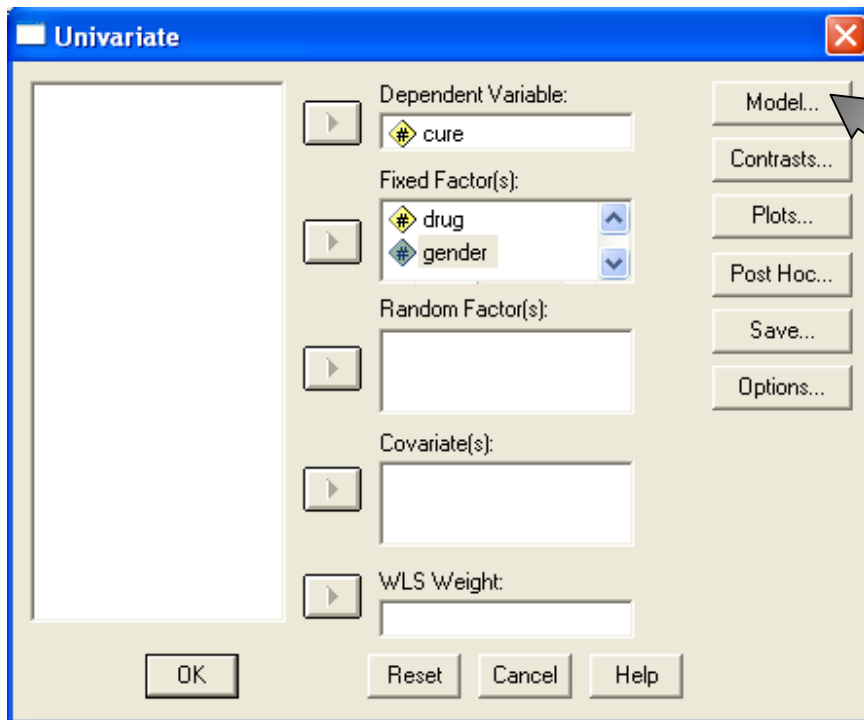 Univariate
Dependent Variable:
# cure
Fixed Factor(s):
# drug
# gender
Random Factor(s):
Covariate(s):
WLS Weight:
Model...
Contrasts...
Plots...
Post Hoc...
Save...
Options...
OK
Reset
Cancel
Help